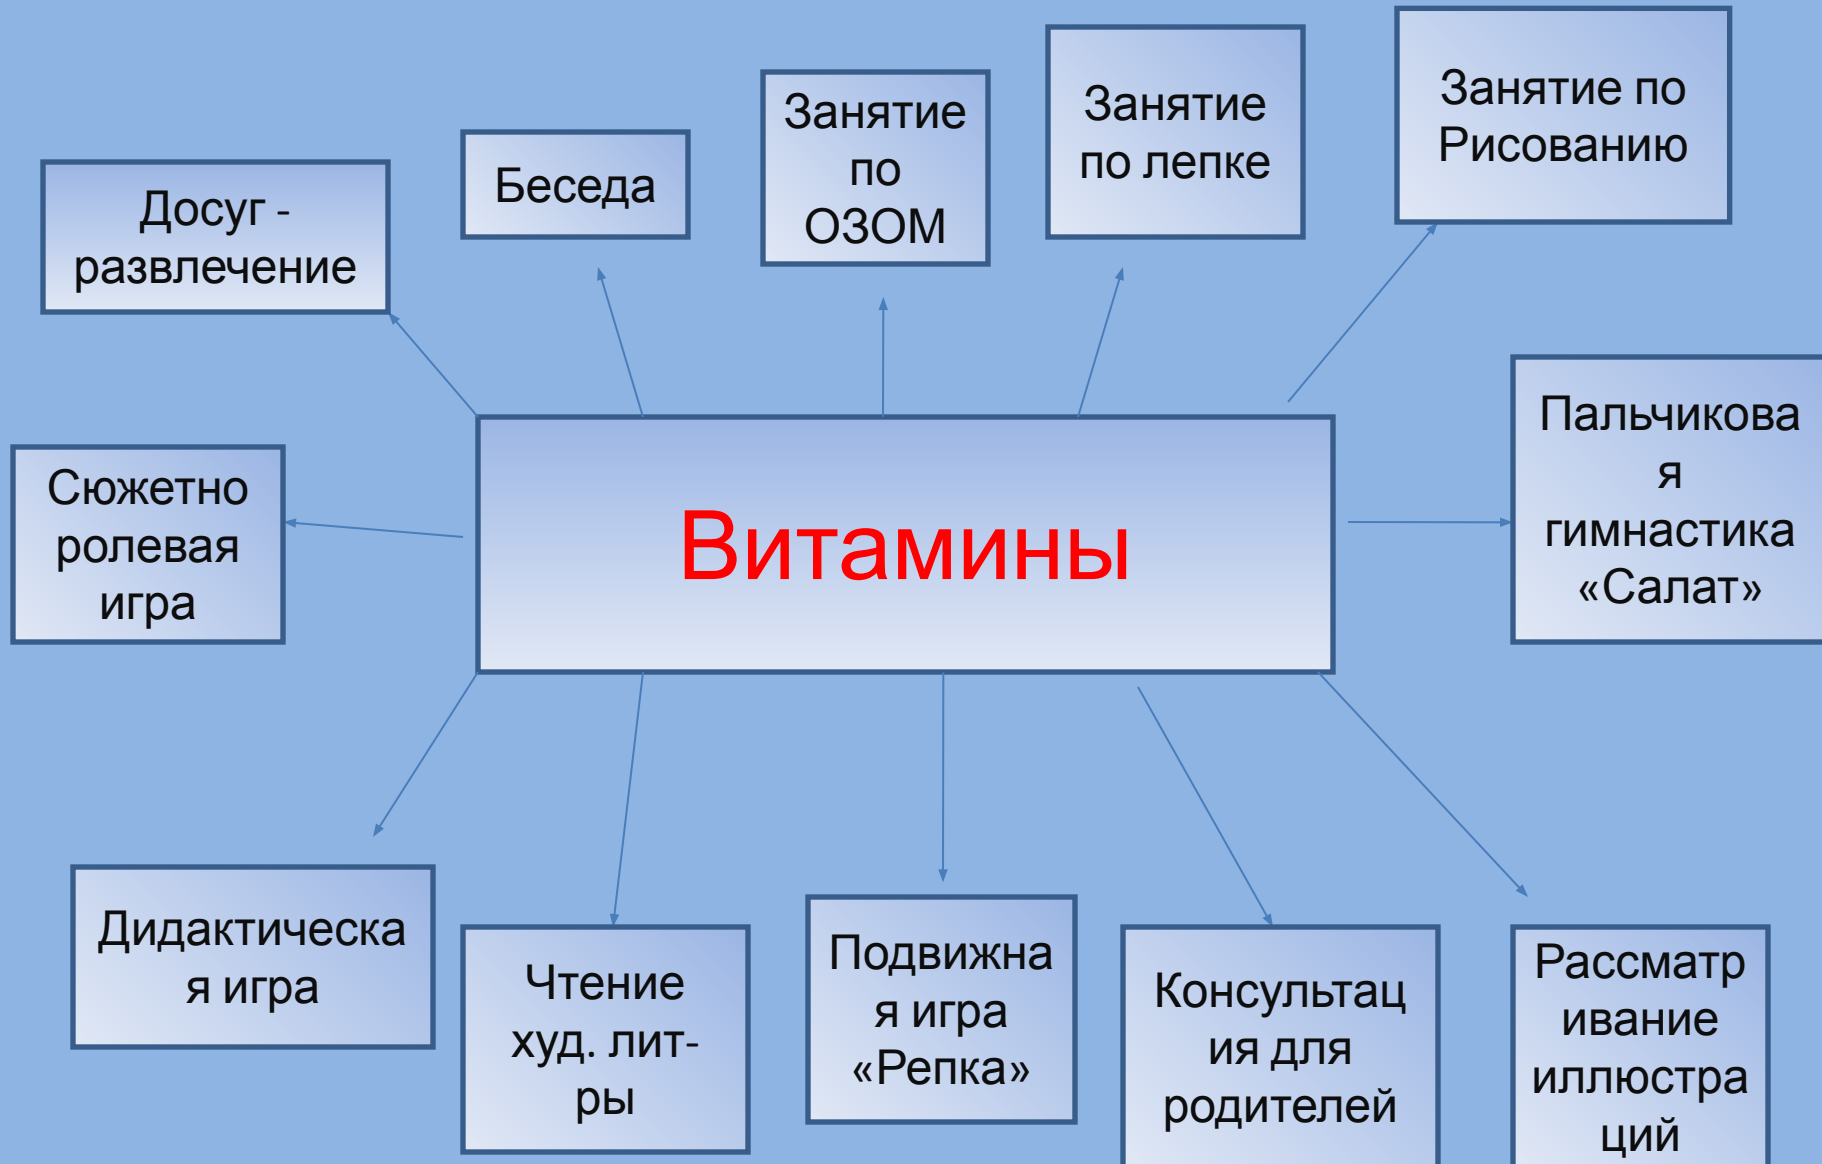 Досуг -
развлечение
Беседа
Занятие
по
ОЗОМ
Занятие
по лепке
Занятие по
Рисованию
Сюжетно
ролевая
игра
Витамины
Пальчикова
я
гимнастика
«Салат»
Дидактическа
я игра
Чтение
худ. лит-
ры
Подвижна
я игра
«Репка»
Консультац
ия для
родителей
Рассматр
ивание
иллюстра
ций